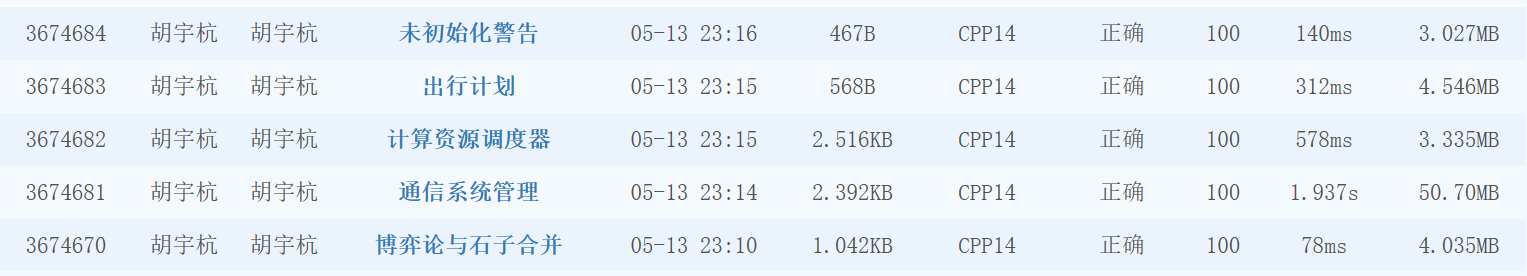 3674684 胡宇杭 胡宇杭 未初始化警告 05-13 23:16 467B CPP14 正确 100 140ms 3.027MB
3674683 胡宇杭 胡宇杭 出行计划 05-13 23:15 568B CPP14 正确 100 312ms 4.546MB
3674682 胡宇杭 胡宇杭 计算资源调度器 05-13 23:15 2.516KB CPP14 正确 100 578ms 3.335MB
3674681 胡宇杭 胡宇杭 通信系统管理 05-13 23:14 2.392KB CPP14 正确 100 1.937s 50.70MB
3674670 胡宇杭 胡宇杭 博弈论与石子合并 05-13 23:10 1.042KB CPP14 正确 100 78ms 4.035MB